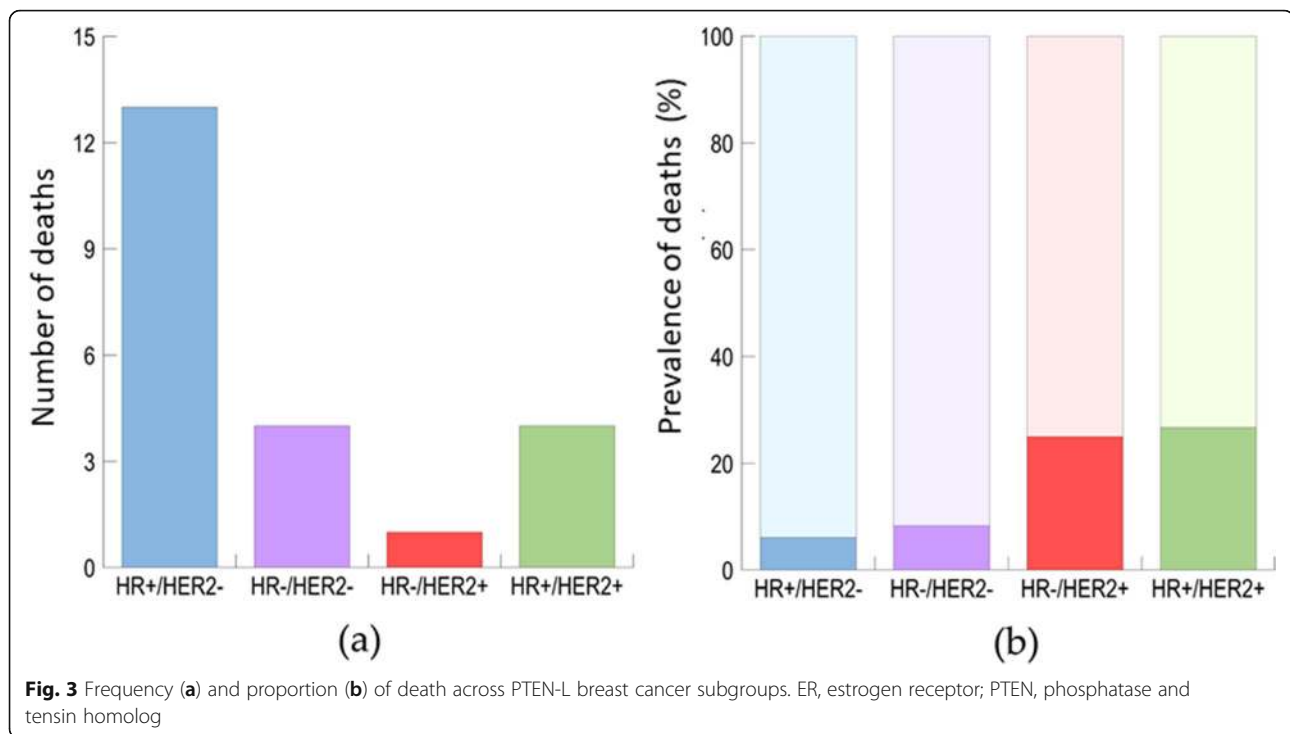 15
12
9
6
3
0
Number of deaths
HR+/HER2- HR-/HER2- HR-/HER2+ HR+/HER2+
(a)
100
80
60
40
20
0
Prevalence of deaths (%)
HR+/HER2- HR-/HER2- HR-/HER2+ HR+/HER2+
(b)
Fig. 3 Frequency (a) and proportion (b) of death across PTEN-L breast cancer subgroups. ER, estrogen receptor; PTEN, phosphatase and
tensin homolog